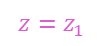 z = z₁